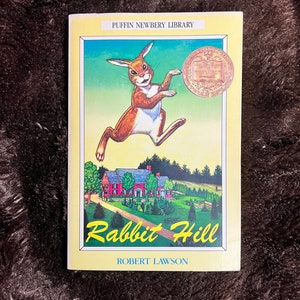 PUFFIN NEWBERY LIBRARY
Rabbit Hill
ROBERT LAWSON